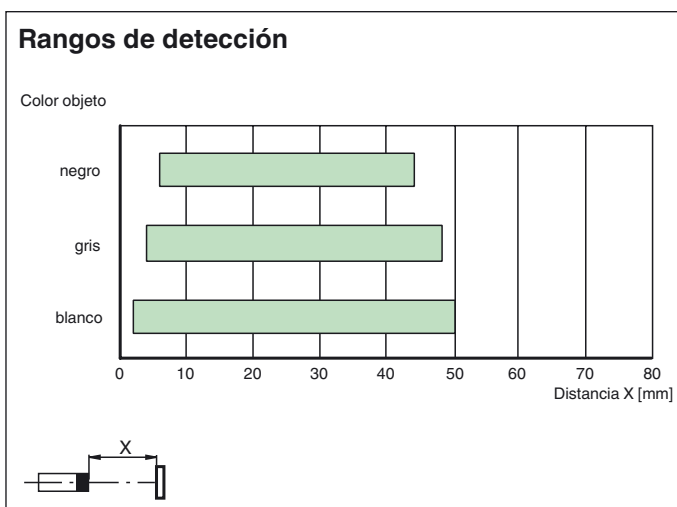 Rangos de detección
Color objeto
negro
gris
blanco
0 10 20 30 40 50 60 70 80
Distancia X [mm]
X